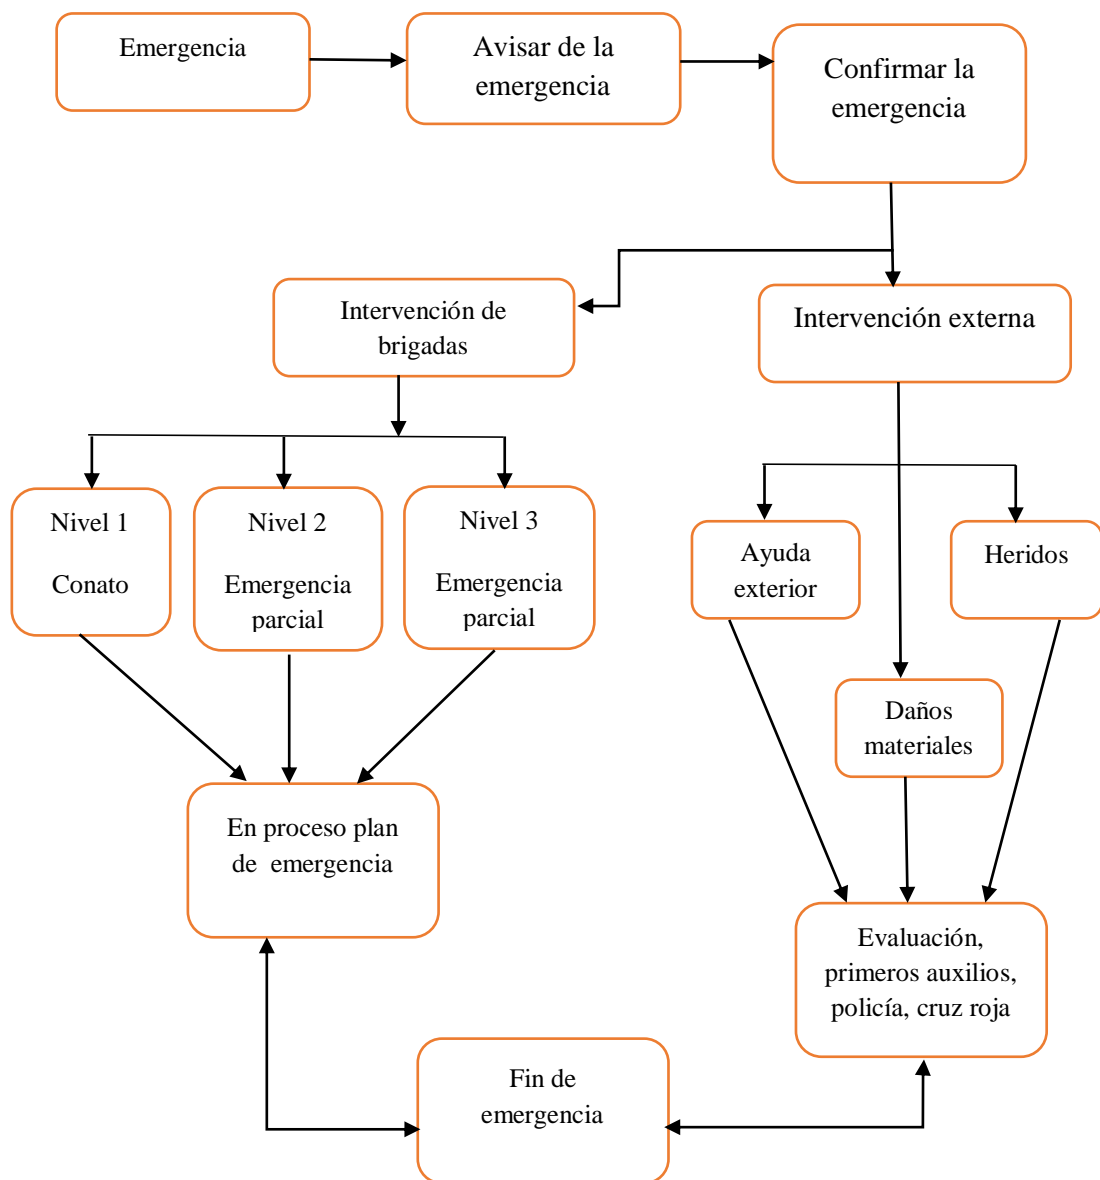 Emergencia
Avisar de la
emergencia
Confirmar la
emergencia
Intervención de
brigadas
Intervención externa
Nivel 1
Conato
Nivel 2
Emergencia
parcial
Nivel 3
Emergencia
parcial
Ayuda
exterior
Heridos
Daños
materiales
En proceso plan
de emergencia
Evaluación,
primeros auxilios,
policía, cruz roja
Fin de
emergencia